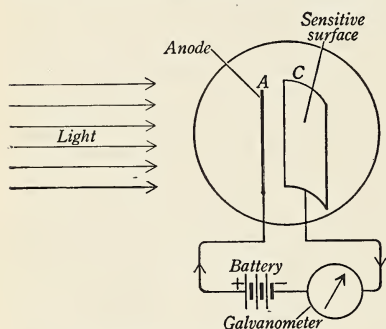 Sensitive
surface
Anode
A
C
Light
Battery
+
−
Galvanometer